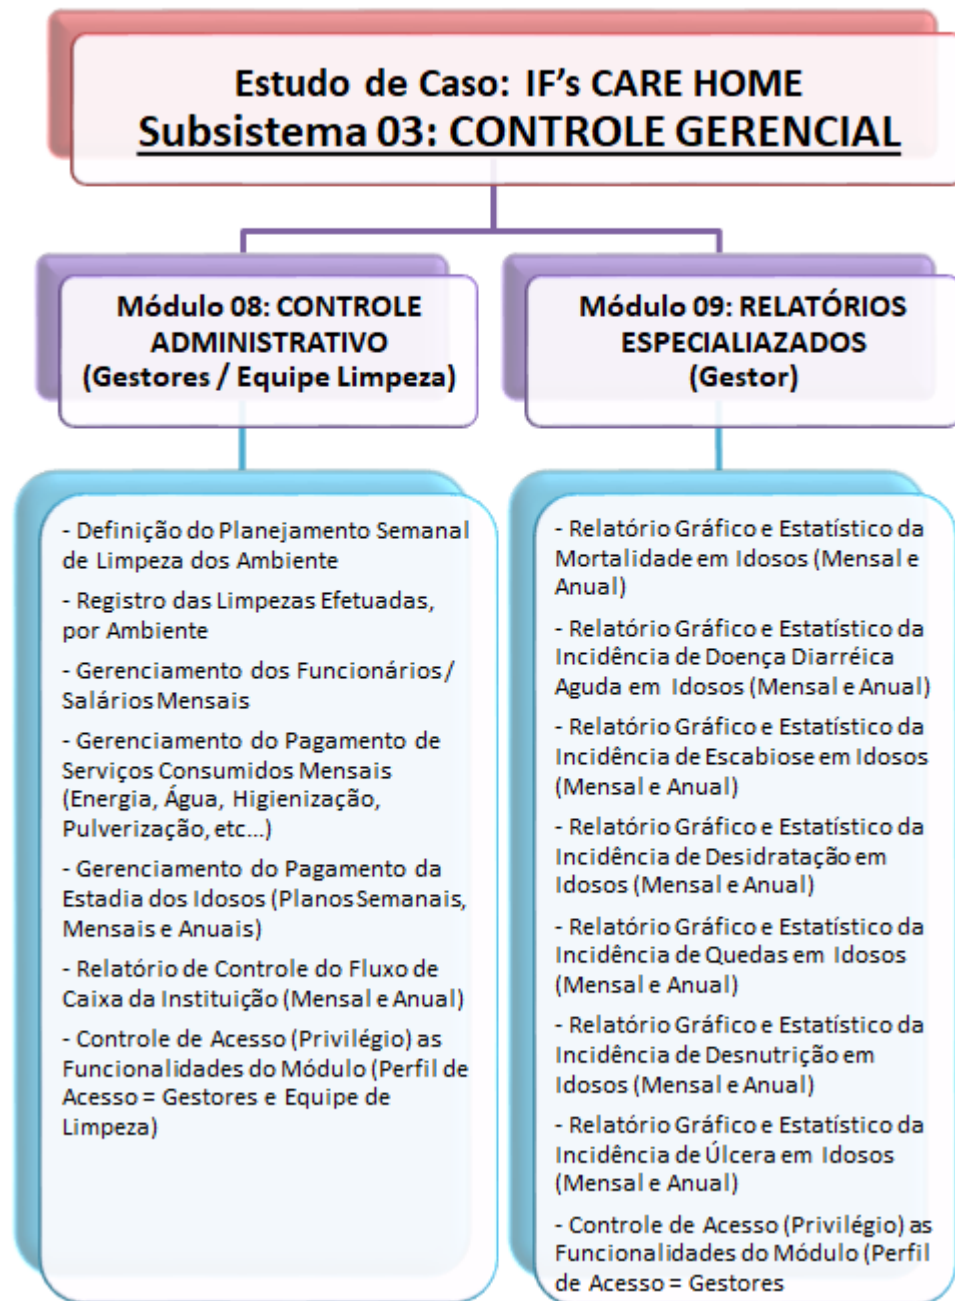 Estudo de Caso: IF's CARE HOME
Subsistema 03: CONTROLE GERENCIAL
Módulo 08: CONTROLE
ADMINISTRATIVO
(Gestores / Equipe Limpeza)
- Definição do Planejamento Semanal
de Limpeza dos Ambiente
- Registro das Limpezas Efetuadas,
por Ambiente
- Gerenciamento dos Funcionários/
Salários Mensais
- Gerenciamento do Pagamento de
Serviços Consumidos Mensais
(Energia, Água, Higienização,
Pulverização, etc...)
- Gerenciamento do Pagamento da
Estadia dos Idosos (Planos Semanais,
Mensais e Anuais)
- Relatório de Controle do Fluxo de
Caixa da Instituição (Mensal e Anual)
- Controle de Acesso (Privilégio) as
Funcionalidades do Módulo (Perfil de
Acesso = Gestores e Equipe de
Limpeza)
Módulo 09: RELATÓRIOS
ESPECIALIAZADOS
(Gestor)
- Relatório Gráfico e Estatístico da
Mortalidade em Idosos (Mensal e
Anual)
- Relatório Gráfico e Estatístico da
Incidência de Doença Diarréica
Aguda em Idosos (Mensal e Anual)
- Relatório Gráfico e Estatístico da
Incidência de Escabiose em Idosos
(Mensal e Anual)
- Relatório Gráfico e Estatístico da
Incidência de Desidratação em
Idosos (Mensal e Anual)
- Relatório Gráfico e Estatístico da
Incidência de Quedas em Idosos
(Mensal e Anual)
- Relatório Gráfico e Estatístico da
Incidência de Desnutrição em
Idosos (Mensal e Anual)
- Relatório Gráfico e Estatístico da
Incidência de Úlcera em Idosos
(Mensal e Anual)
- Controle de Acesso (Privilégio) as
Funcionalidades do Módulo (Perfil
de Acesso = Gestores